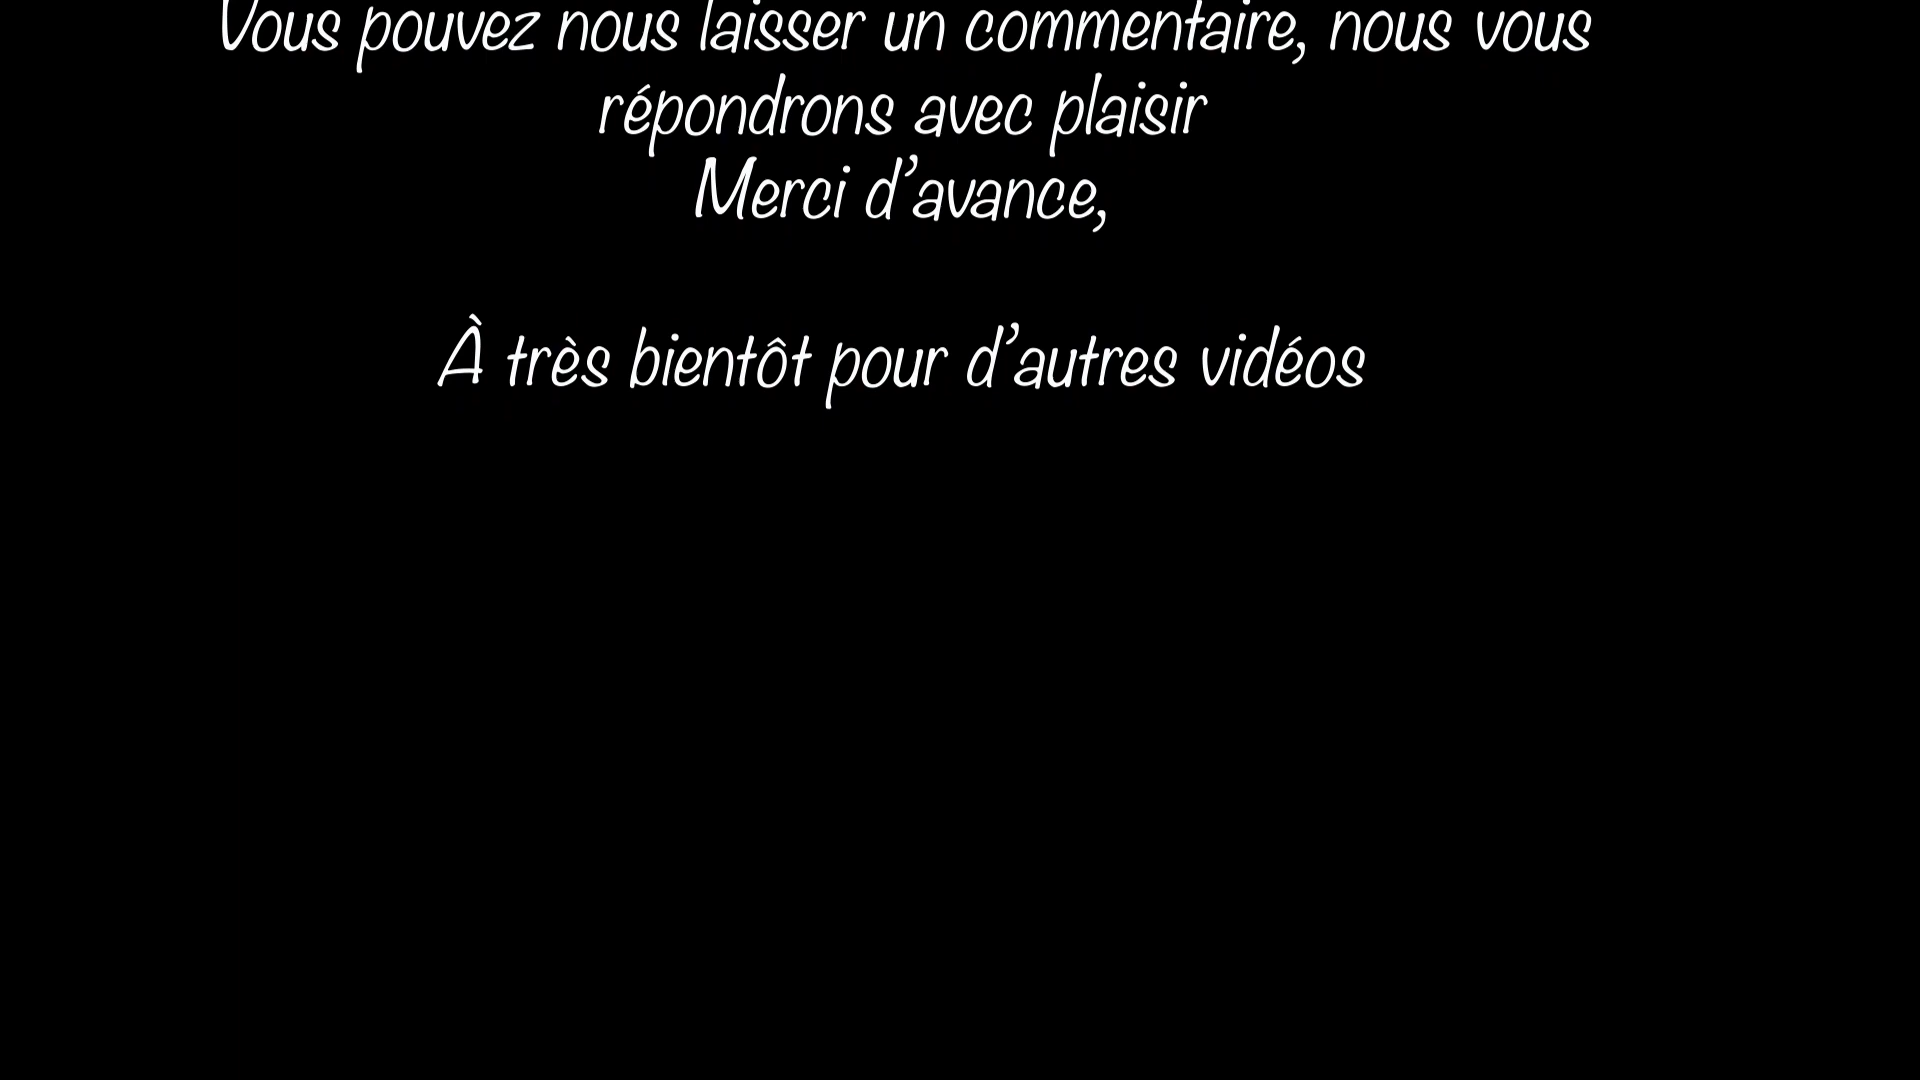 Vous pouvez nous laisser un commentaire, nous vous
répondrons avec plaisir
Merci d’avance,
À très bientôt pour d’autres vidéos